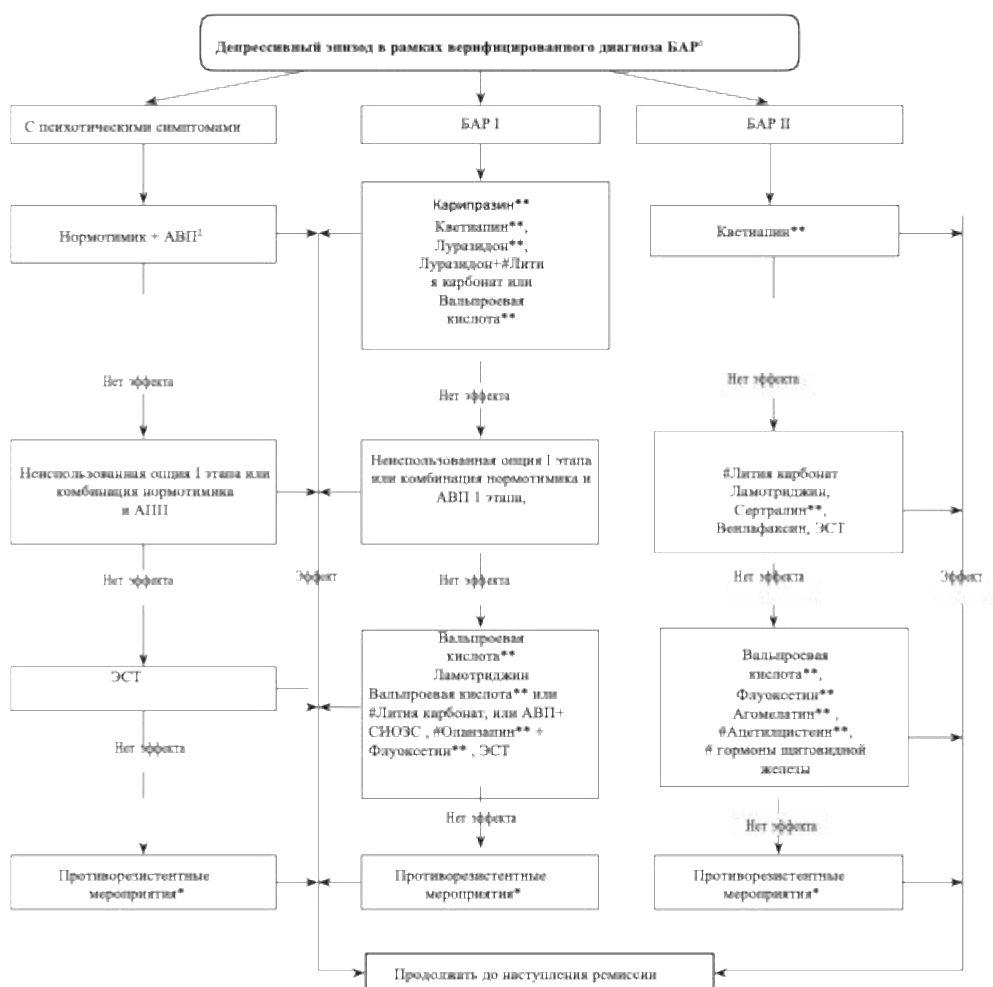 Депрессивный эпизод в рамках верифицированного диагноза БАР¹
С психотическими симптомами
БАР I
БАР II
Нормотимик + АВП²
Карипразин**
Кветиапин**,
Луразидон**,
Луразидон+#Лити
я карбонат или
Вальпроевая
кислота**
Кветиапин**
Нет эффекта
Нет эффекта
Нет эффекта
Неиспользованная опция I этапа или
комбинация нормотимика
и АПП
Неиспользованная опция I этапа
или комбинация нормотимика и
АВП 1 этапа,
#Лития карбонат
Ламотриджин,
Сертралин**,
Венлафаксин, ЭСТ
Нет эффекта
Эффект
Нет эффекта
Нет эффекта
Эффект
ЭСТ
Вальпроевая
кислота**
Ламотриджин
Вальпроевая кислота** или
#Лития карбонат, или АВП+
СИОЗС , #Оланзапин** +
Флуоксетин** , ЭСТ
Вальпроевая
кислота**,
Флуоксетин**
Агомелатин** ,
#Ацетилцистеин**,
# гормоны щитовидной
железы
Нет эффекта
Нет эффекта
Нет эффекта
Противорезистентные
мероприятия*
Противорезистентные
мероприятия*
Противорезистентные
мероприятия*
Продолжать до наступления ремиссии